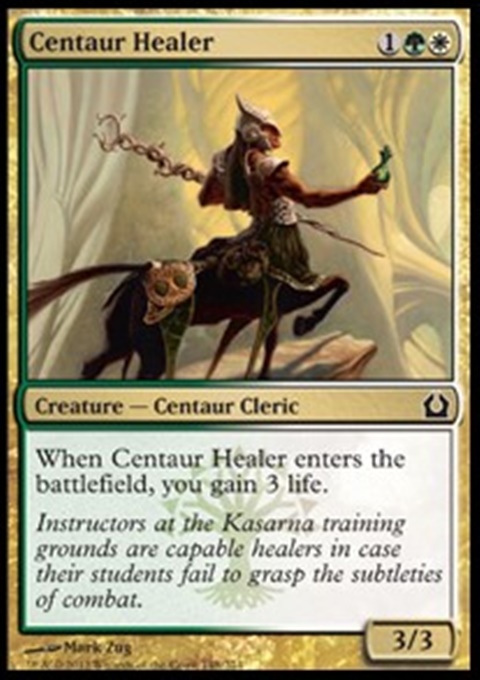 Centaur Healer 1
Creature — Centaur Cleric
When Centaur Healer enters the
battlefield, you gain 3 life.
Instructors at the Kasarna training
grounds are capable healers in case
their students fail to grasp the subtleties
of combat.
3/3
Mark Zug